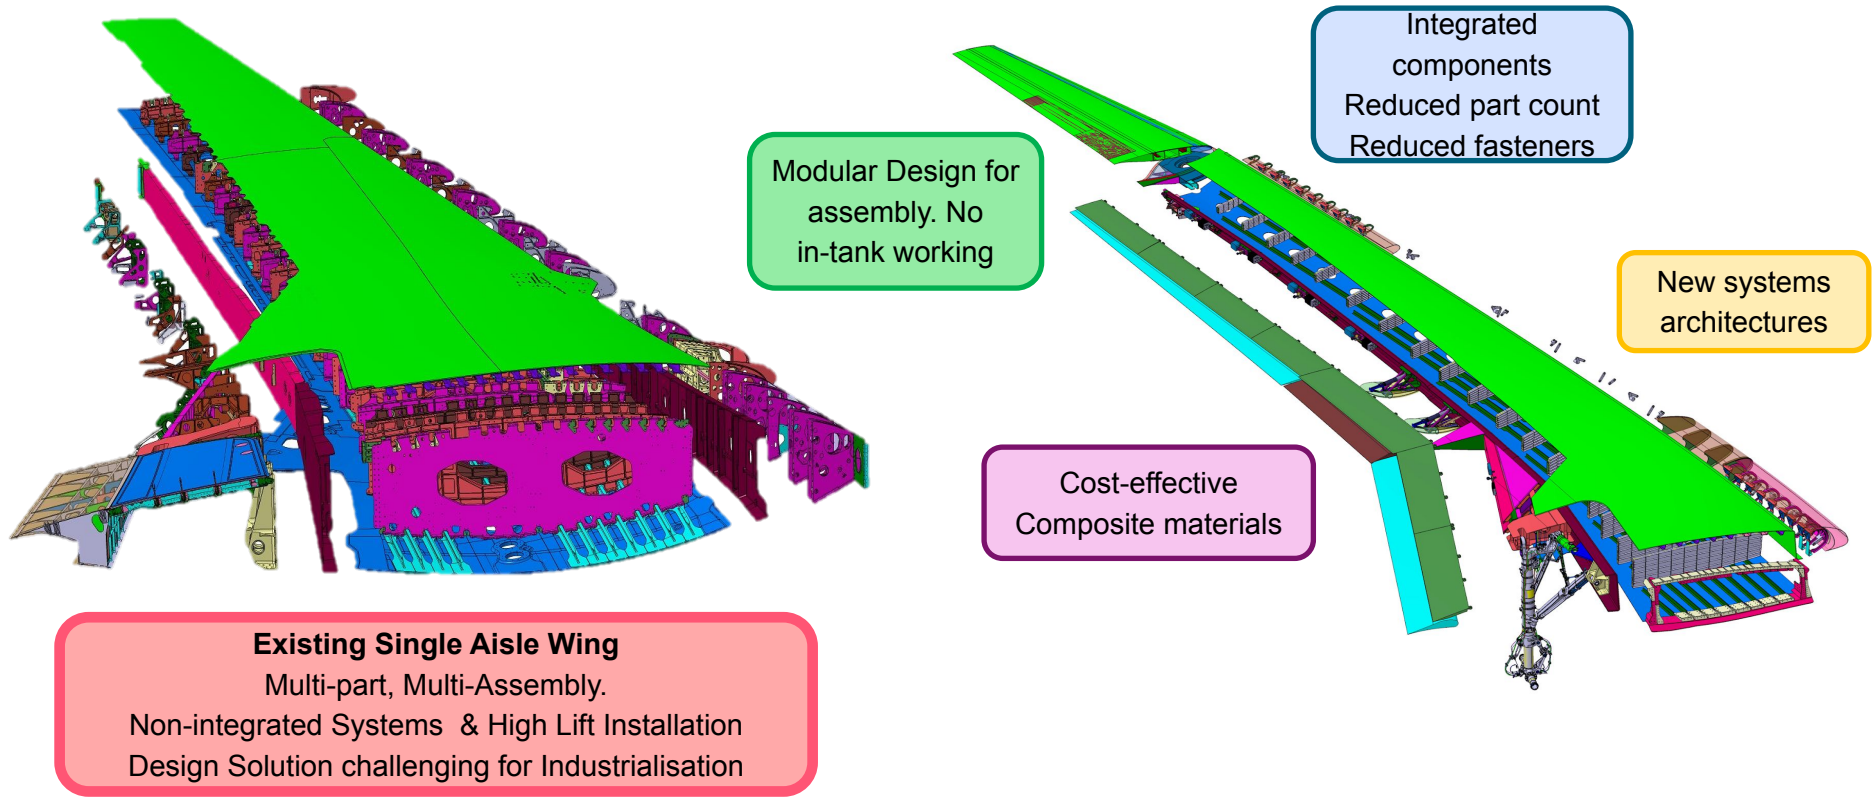 Integrated
components
Reduced part count
Reduced fasteners
Modular Design for
assembly. No
in-tank working
New systems
architectures
Cost-effective
Composite materials
Existing Single Aisle Wing
Multi-part, Multi-Assembly.
Non-integrated Systems  & High Lift Installation
Design Solution challenging for Industrialisation